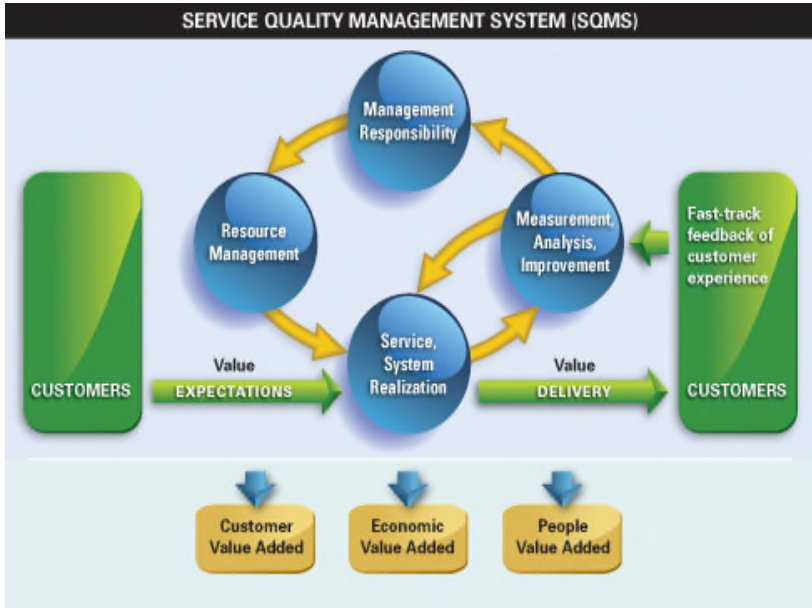 SERVICE QUALITY MANAGEMENT SYSTEM (SQMS)
Management
Responsibility
Resource
Management
Measurement,
Analysis,
Improvement
Fast-track
feedback of
customer
experience
Service,
System
Realization
Value
EXPECTATIONS
Value
DELIVERY
CUSTOMERS
CUSTOMERS
Customer
Value Added
Economic
Value Added
People
Value Added